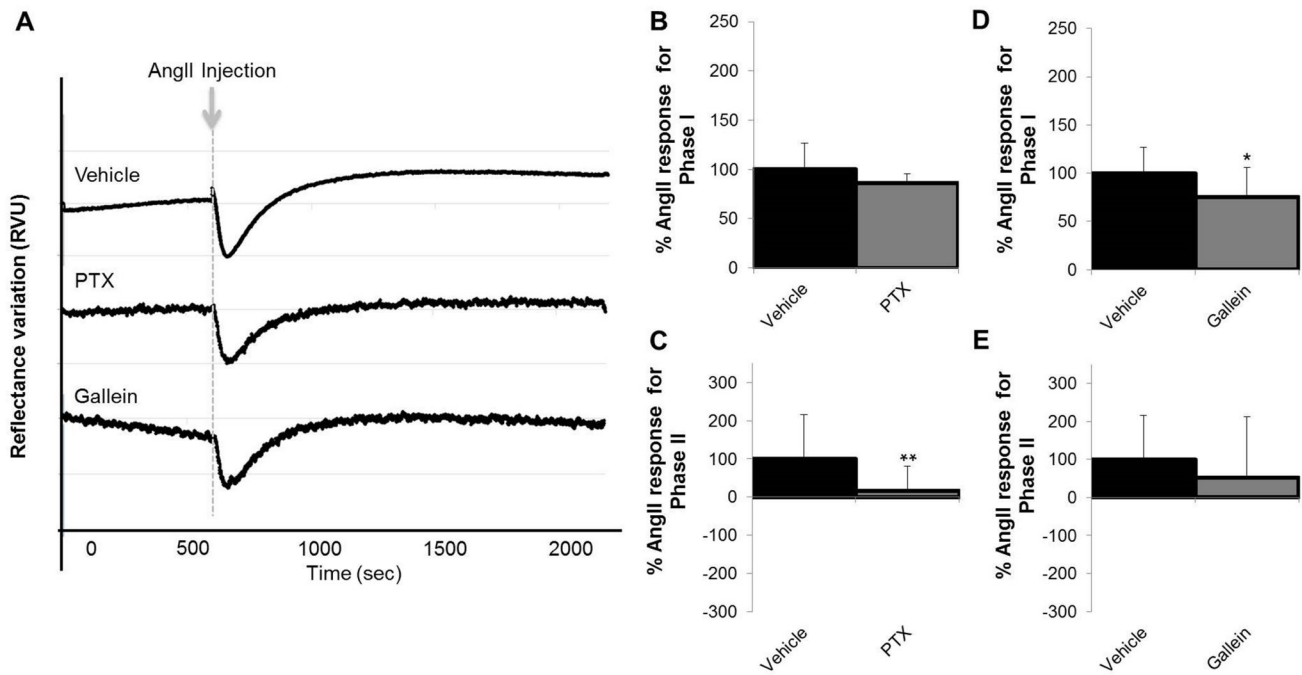 A
AngII Injection
Vehicle
PTX
Gallein
Reflectance variation (RVU)
0 500 1000 1500 2000
Time (sec)
B
% AngII response for
Phase I
250
200
150
100
50
0
Vehicle
PTX
D
% AngII response for
Phase I
250
200
150
100
50
0
*
Vehicle
Gallein
C
% AngII response for
Phase II
300
200
100
0
-100
-200
-300
**
Vehicle
PTX
E
% AngII response for
Phase II
300
200
100
0
-100
-200
-300
Vehicle
Gallein